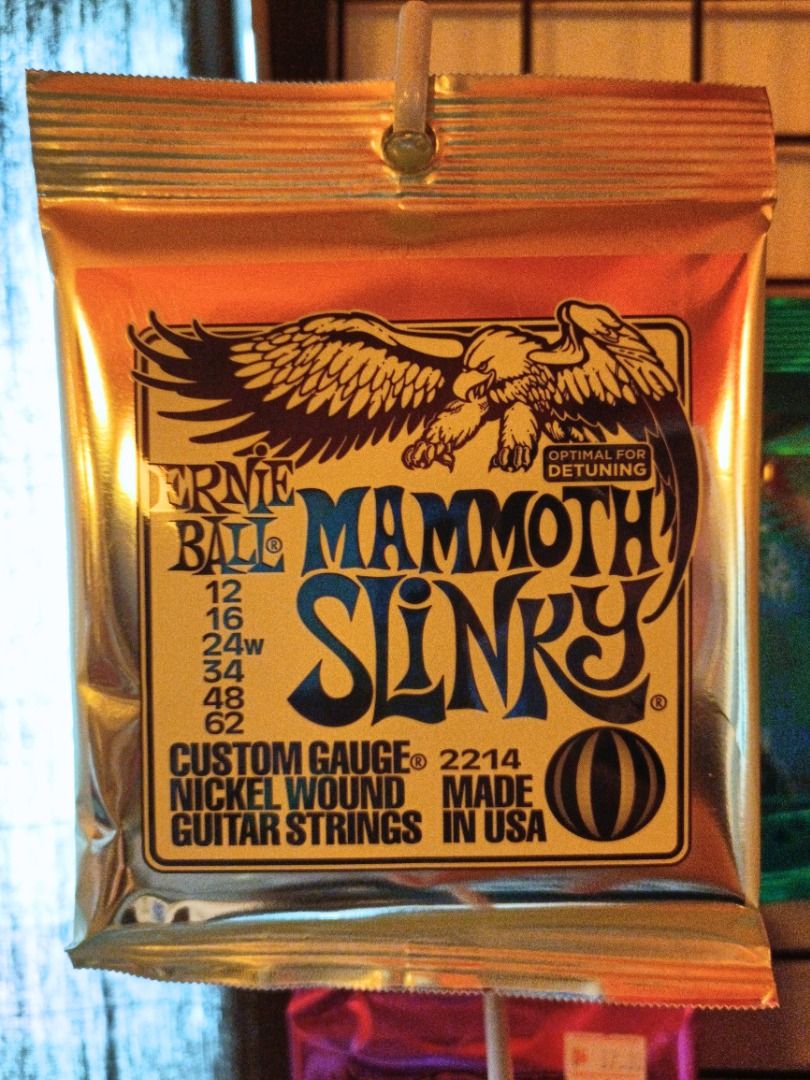 OPTIMAL FOR
DETUNING
ERNiE
BALL®
MAMMOTH
SLiNKY®
12
16
24w
34
48
62
CUSTOM GAUGE®
NICKEL WOUND
GUITAR STRINGS
2214
MADE
IN USA